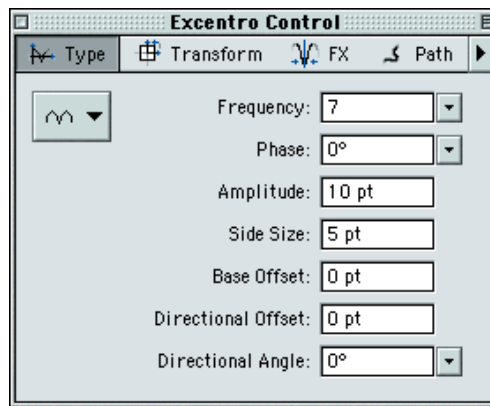 Excentro Control
Type Transform FX Path
Frequency: 7
Phase: 0°
Amplitude: 10 pt
Side Size: 5 pt
Base Offset: 0 pt
Directional Offset: 0 pt
Directional Angle: 0°